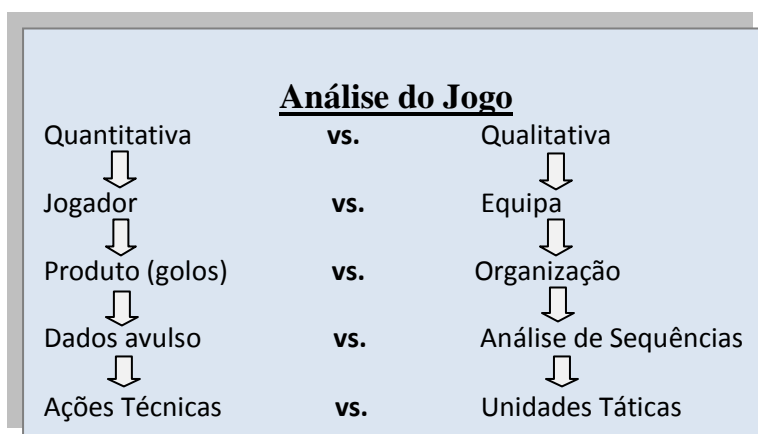 Análise do Jogo
Quantitativa vs. Qualitativa
Jogador vs. Equipa
Produto (golos) vs. Organização
Dados avulso vs. Análise de Sequências
Ações Técnicas vs. Unidades Táticas